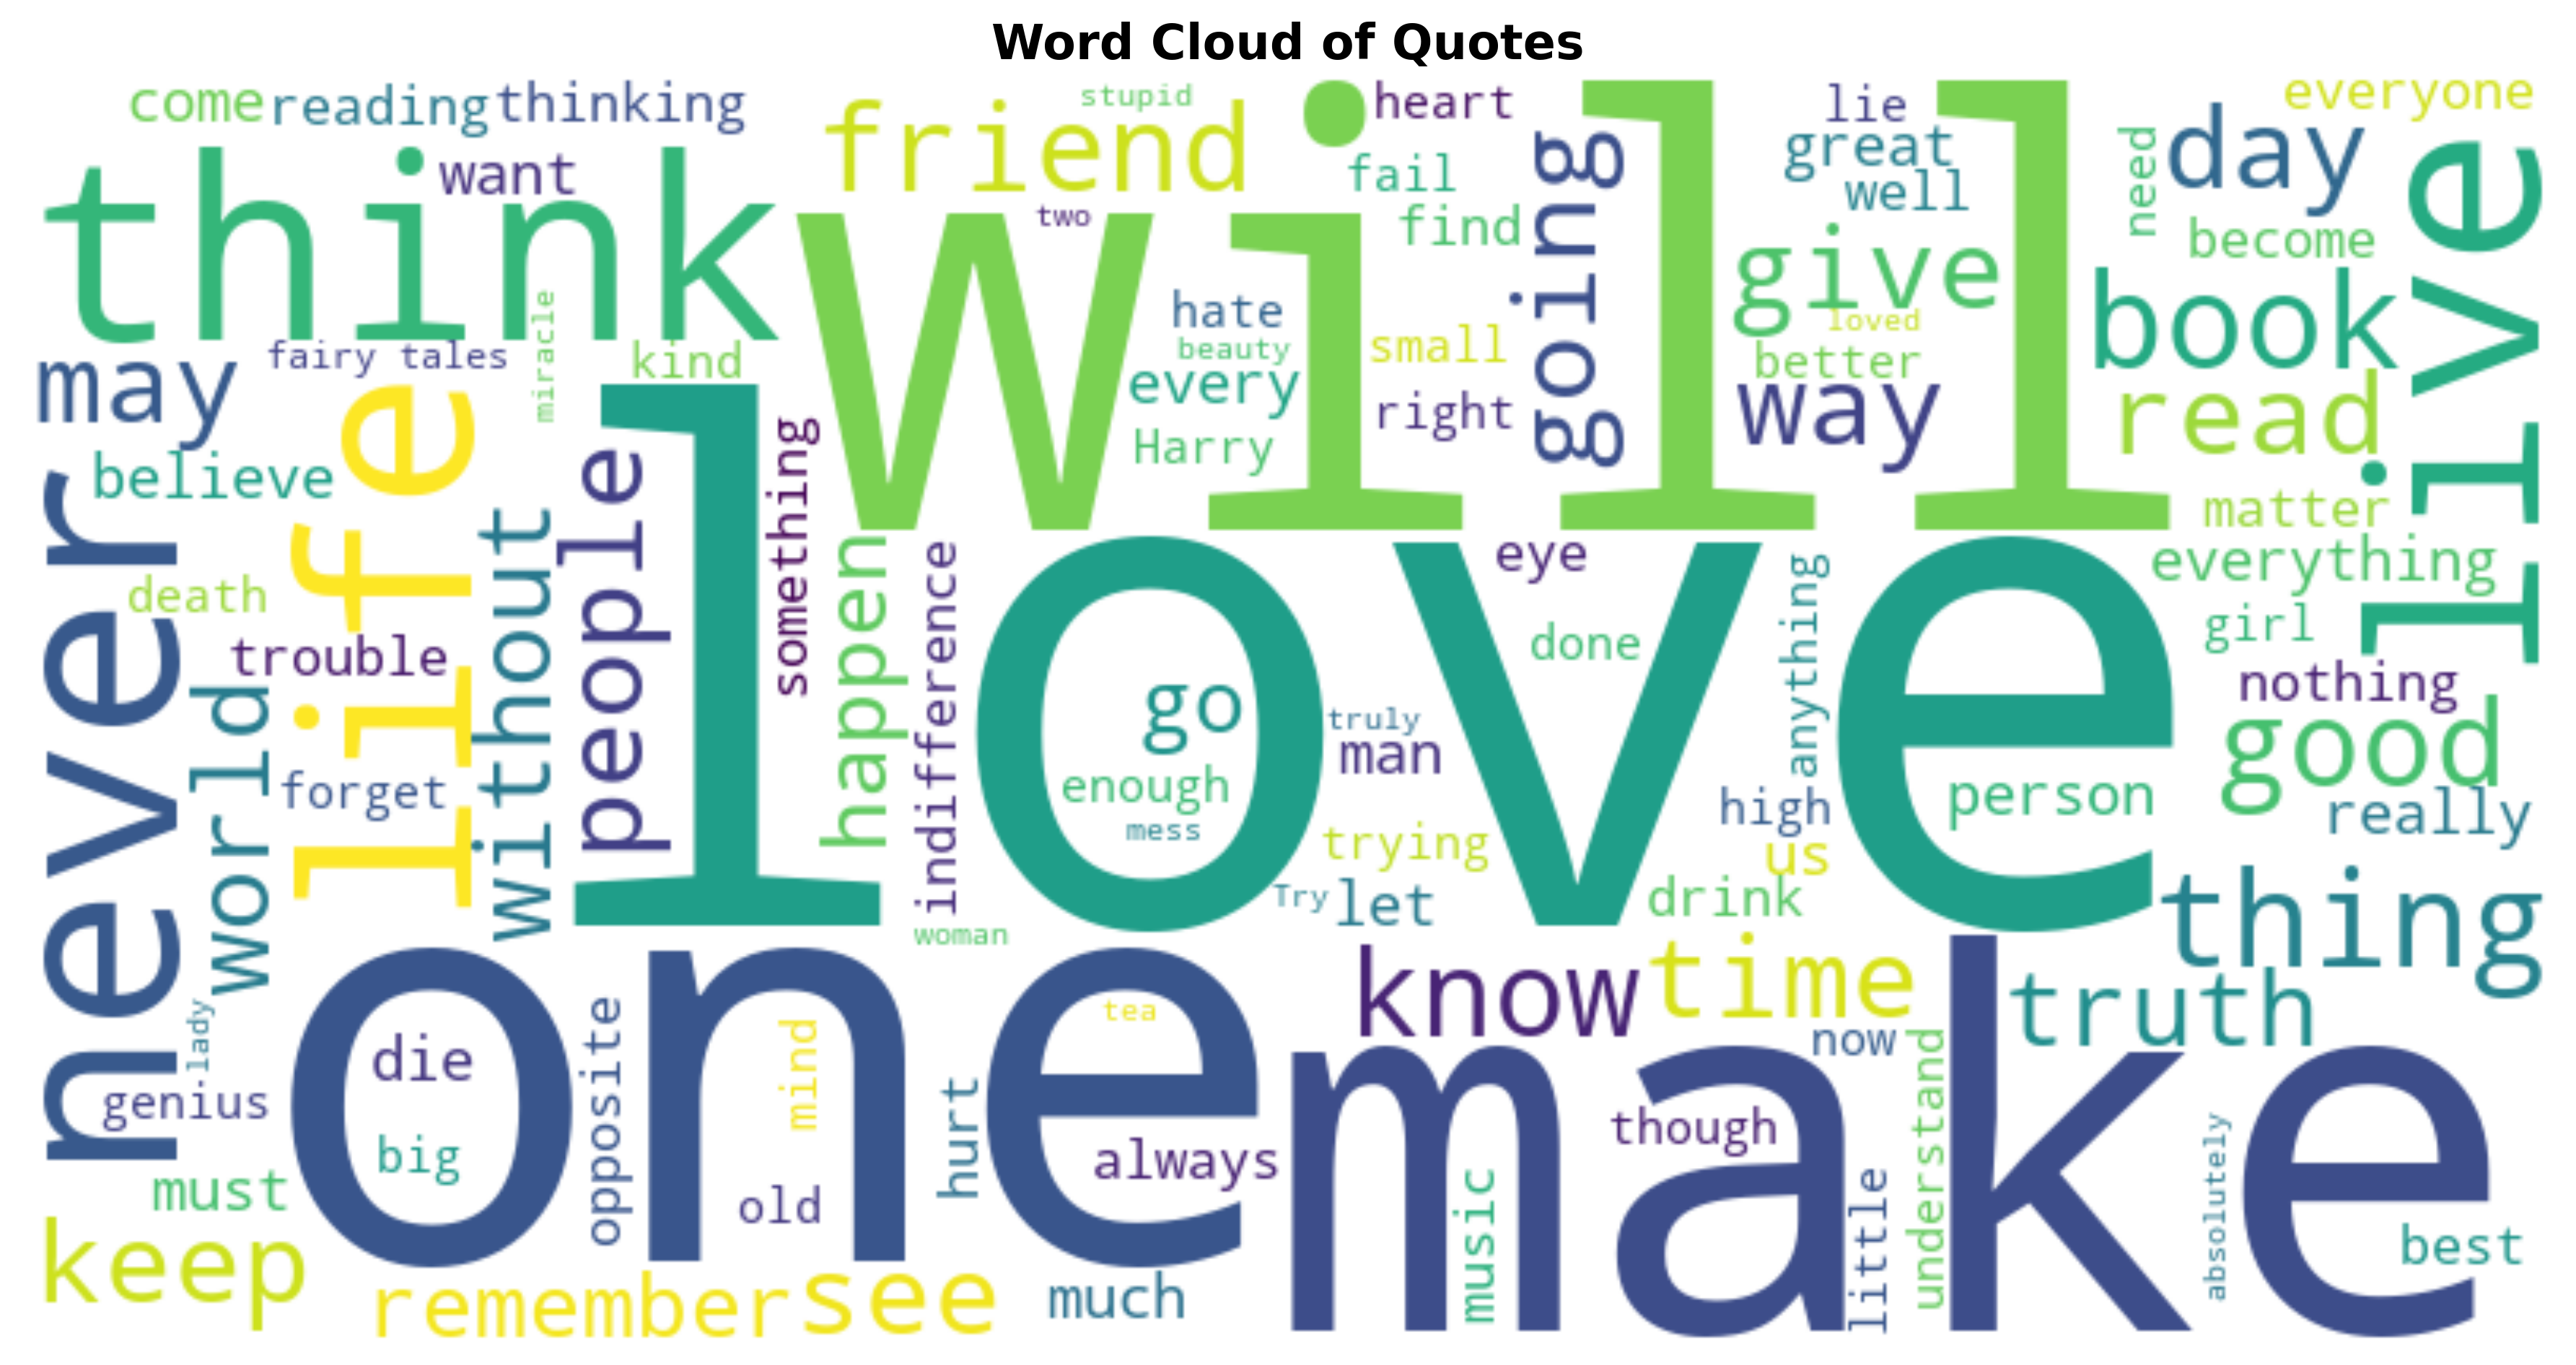 Word Cloud of Quotes
come reading thinking
stupid
heart
lie
everyone
friend
want
think
great
well
need
day
fail
two
find
going
become
live
will
give
loved
better
way
book
read
hate
beauty
every
Harry
small
right
miracle
fairy tales
kind
may
believe
life
never
death
trouble
world
forget
without
people
something
happen
indifference
love
eye
done
anything
matter
everything
girl
nothing
good
really
go
enough
mess
truly
man
trying
Try
let
high
us
drink
person
woman
thing
know
time
truth
lady
genius
one
die
big
opposite
mind
old
tea
always
hurt
make
now
though
music
little
understand
absolutely
best
must
keep
remember
see
much